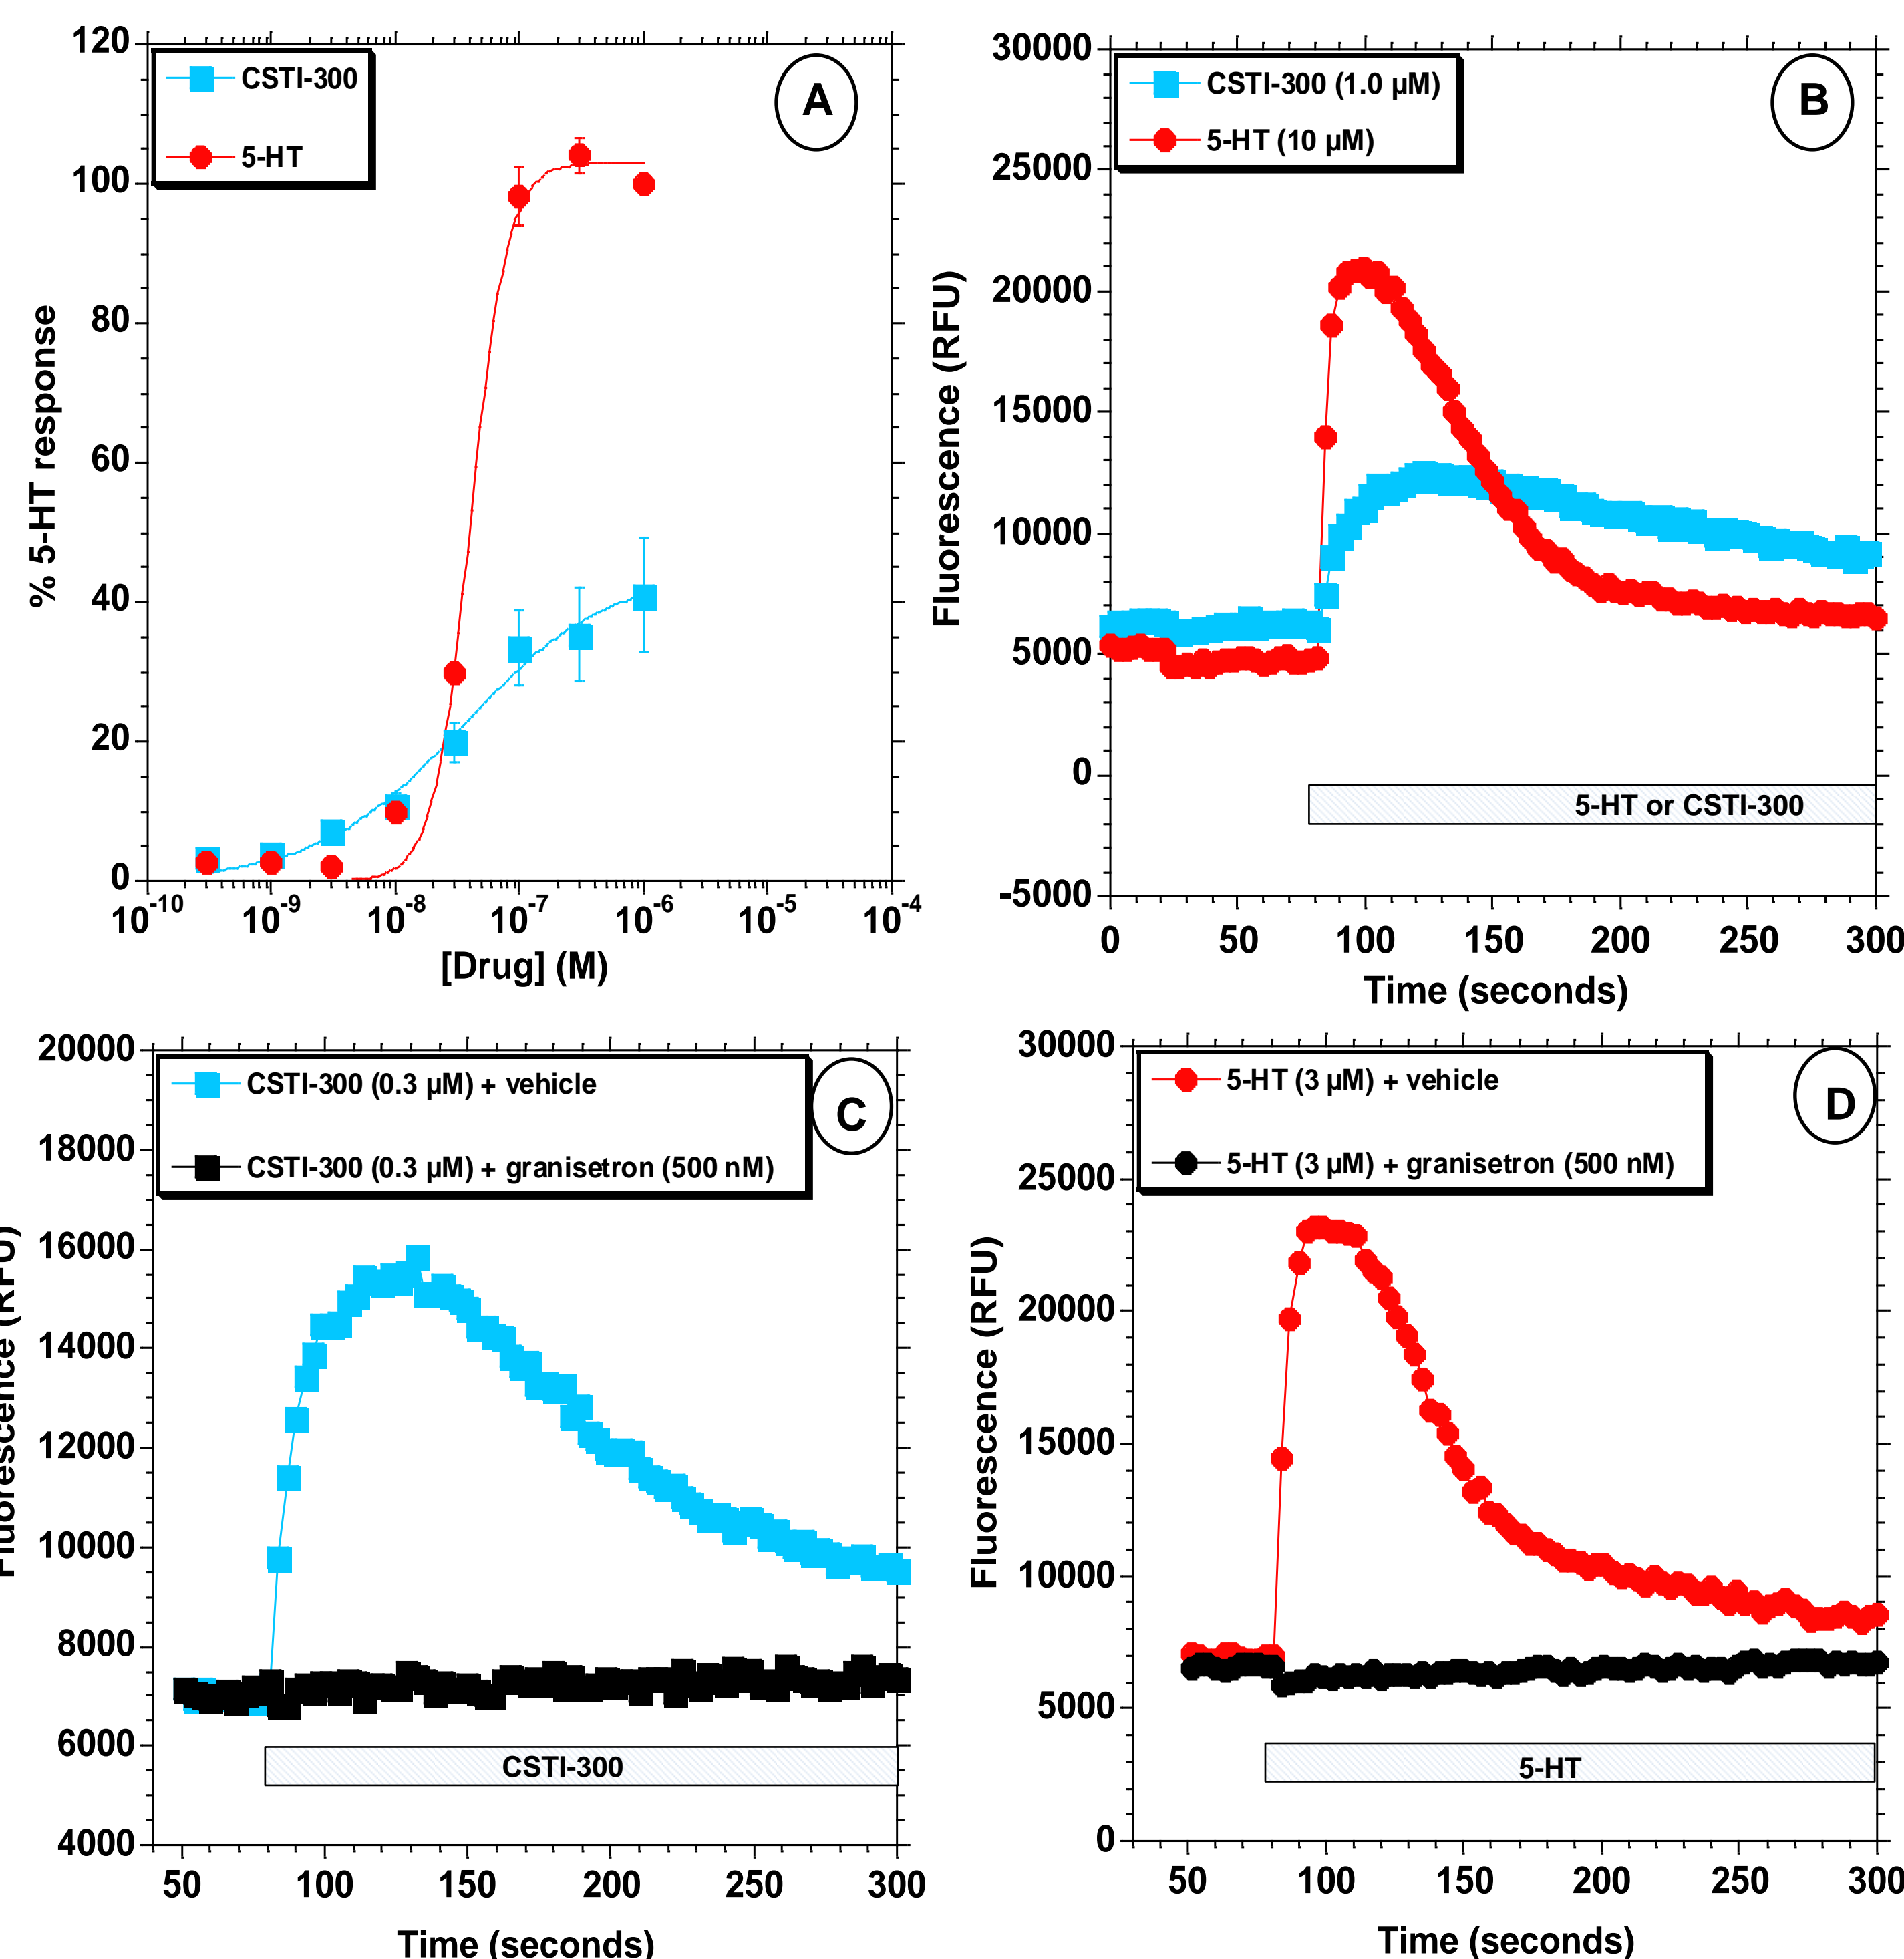 A
CSTI-300
5-HT
120
100
80
60
40
20
0
% 5-HT response
10-10
10-9
10-8
10-7
10-6
10-5
10-4
[Drug] (M)
B
CSTI-300 (1.0 µM)
5-HT (10 µM)
30000
25000
20000
15000
10000
5000
0
-5000
Fluorescence (RFU)
5-HT or CSTI-300
0 50 100 150 200 250 300
Time (seconds)
C
CSTI-300 (0.3 µM) + vehicle
CSTI-300 (0.3 µM) + granisetron (500 nM)
20000
18000
16000
14000
12000
10000
8000
6000
4000
Fluorescence (RFU)
CSTI-300
50 100 150 200 250 300
Time (seconds)
D
5-HT (3 µM) + vehicle
5-HT (3 µM) + granisetron (500 nM)
30000
25000
20000
15000
10000
5000
0
Fluorescence (RFU)
5-HT
50 100 150 200 250 300
Time (seconds)